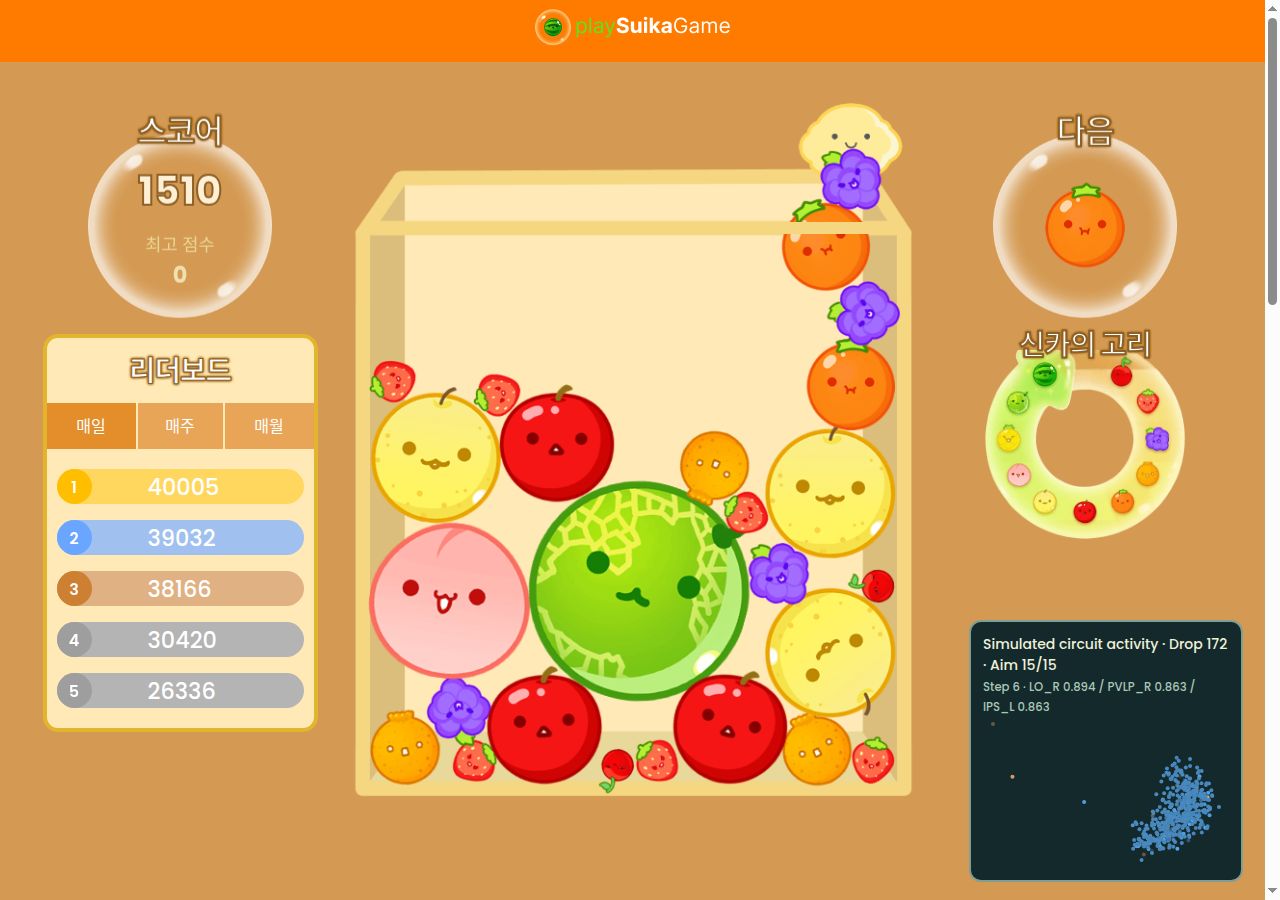 playSuikaGame
스코어
1510
최고 점수
0
다음
신카의 고리
리더보드
매일 매주 매월
1 40005
2 39032
3 38166
4 30420
5 26336
Simulated circuit activity · Drop 172
· Aim 15/15
Step 6 · LO_R 0.894 / PVLP_R 0.863 /
IPS_L 0.863